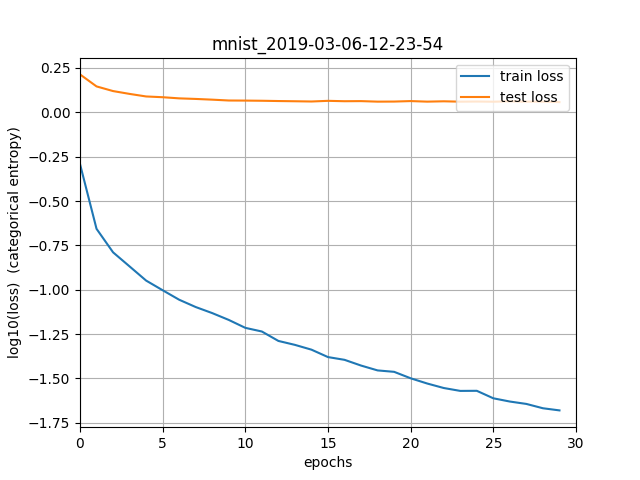 mnist_2019-03-06-12-23-54
train loss
test loss
0.25
0.00
−0.25
−0.50
−0.75
−1.00
−1.25
−1.50
−1.75
log10(loss)  (categorical entropy)
0 5 10 15 20 25 30
epochs